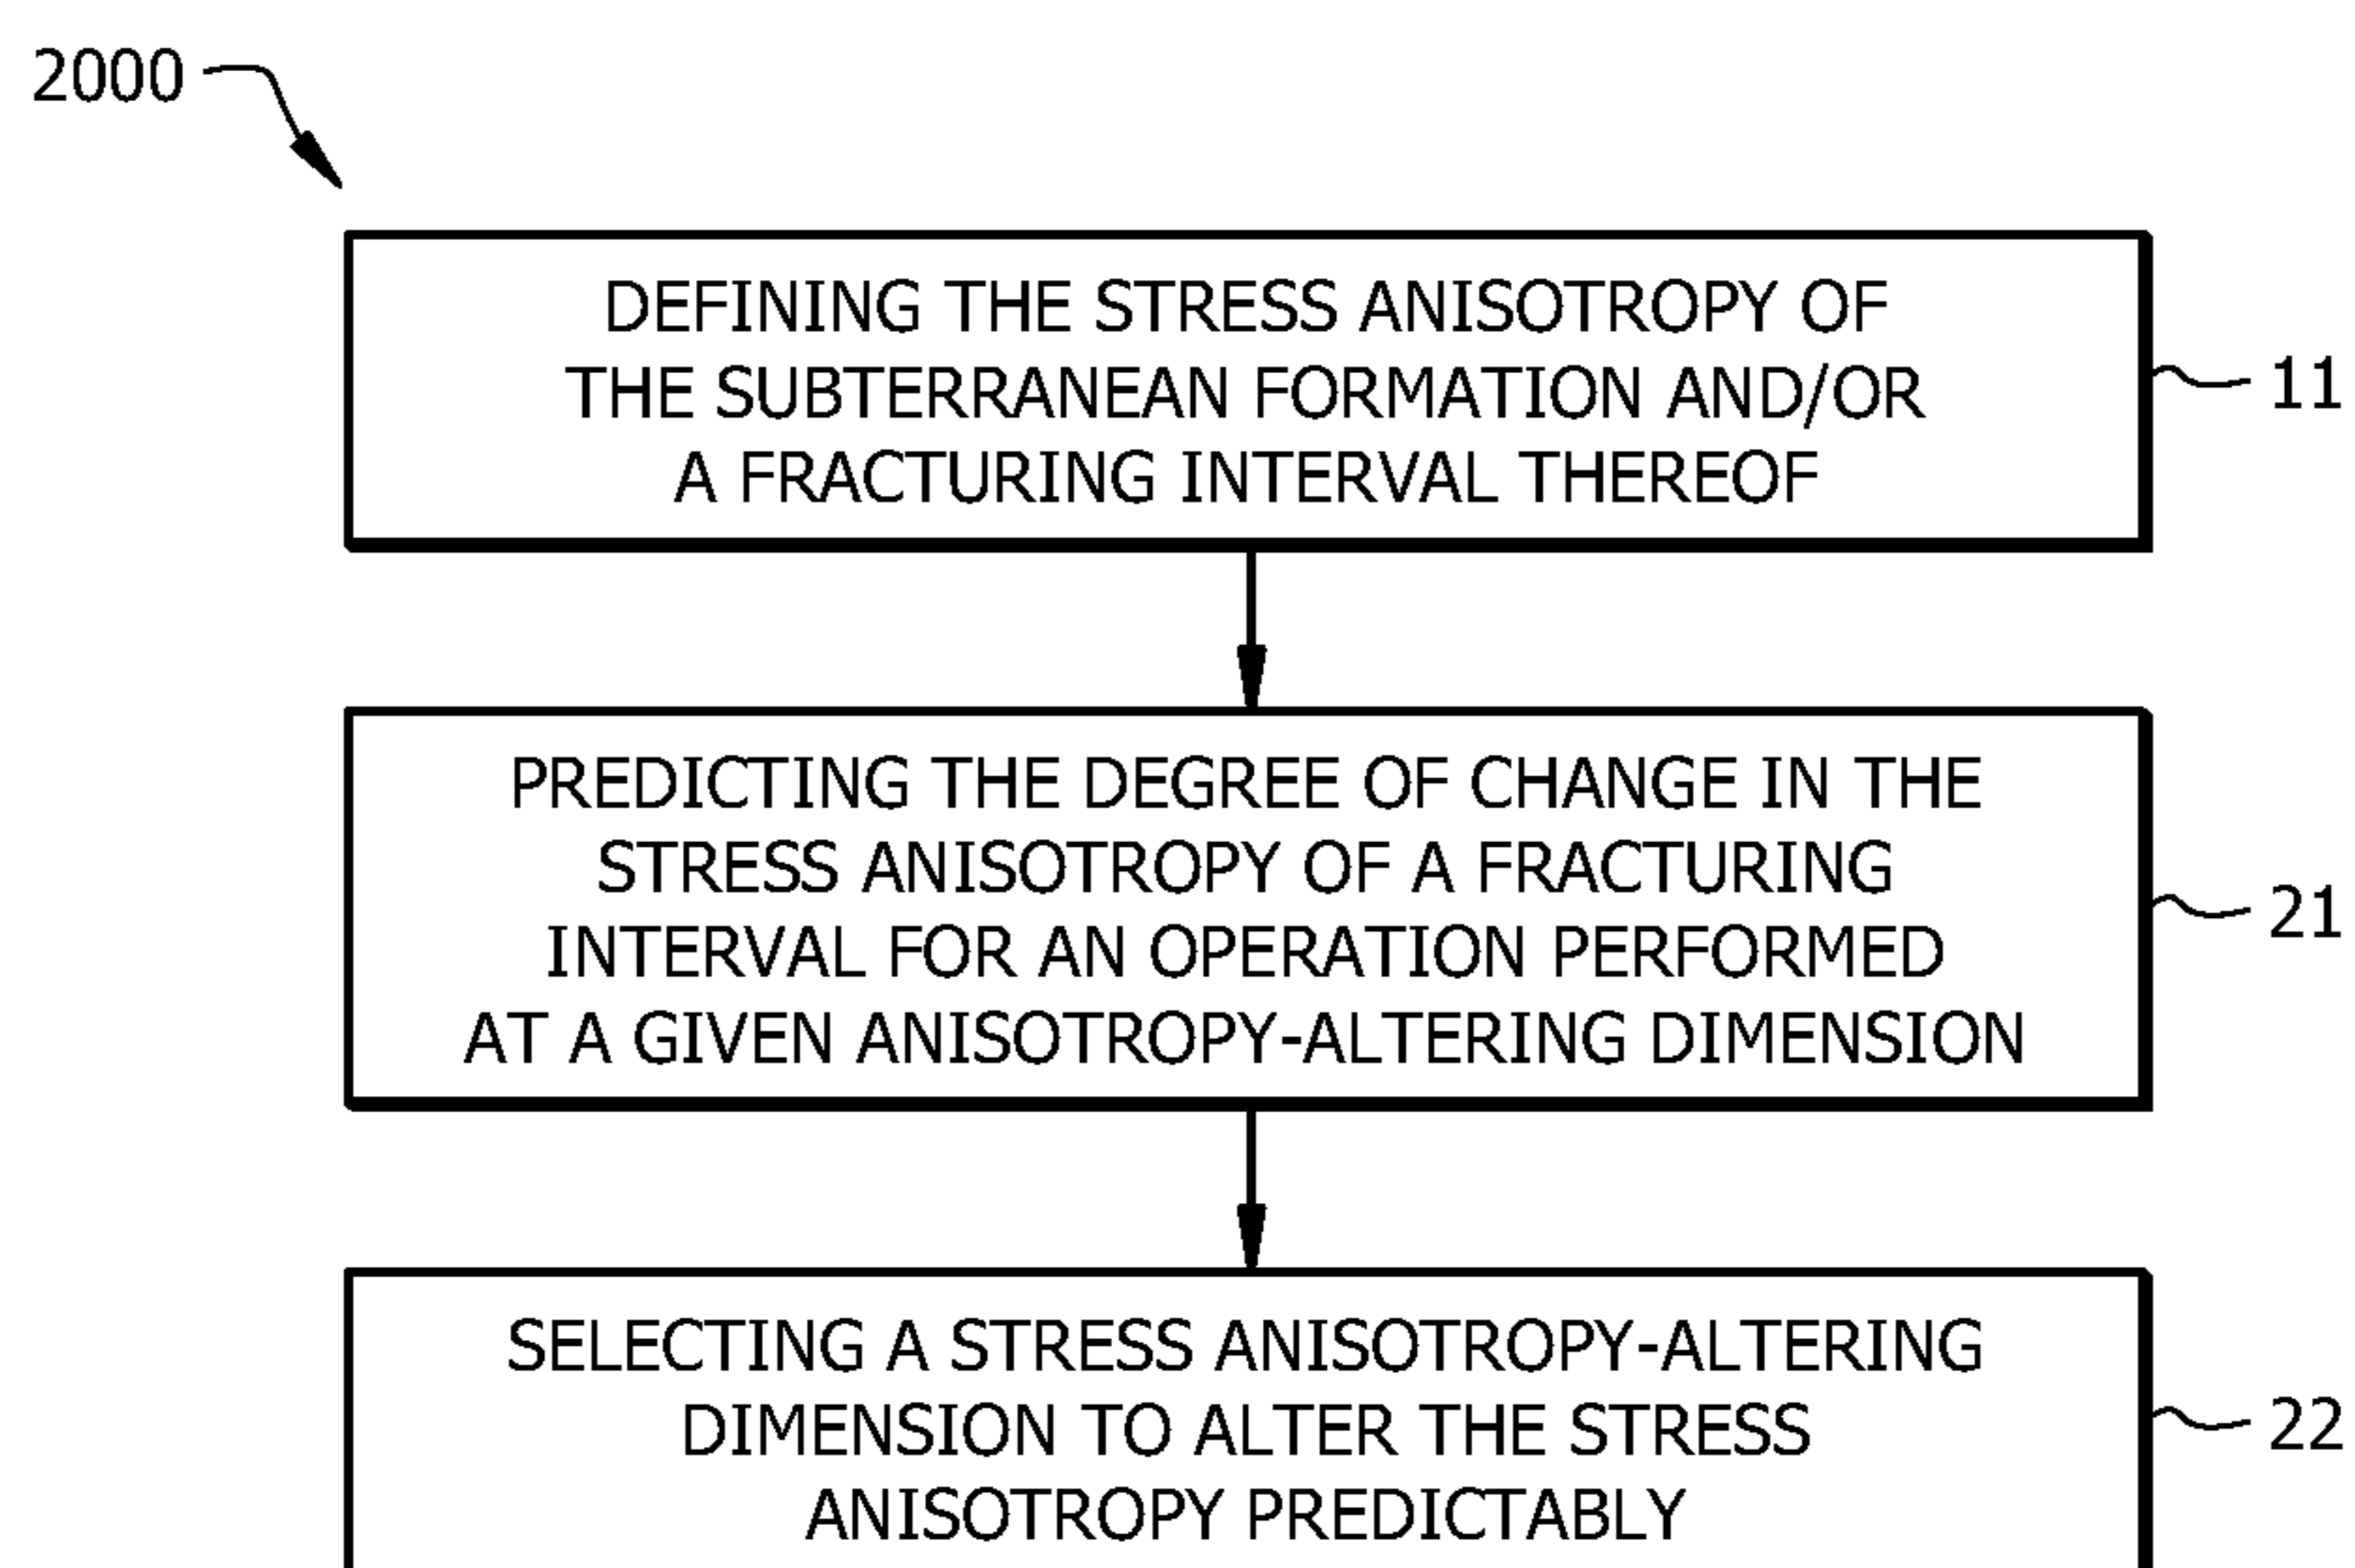 2000
DEFINING THE STRESS ANISOTROPY OF
THE SUBTERRANEAN FORMATION AND/OR
A FRACTURING INTERVAL THEREOF
11
PREDICTING THE DEGREE OF CHANGE IN THE
STRESS ANISOTROPY OF A FRACTURING
INTERVAL FOR AN OPERATION PERFORMED
AT A GIVEN ANISOTROPY-ALTERING DIMENSION
21
SELECTING A STRESS ANISOTROPY-ALTERING
DIMENSION TO ALTER THE STRESS
ANISOTROPY PREDICTABLY
22